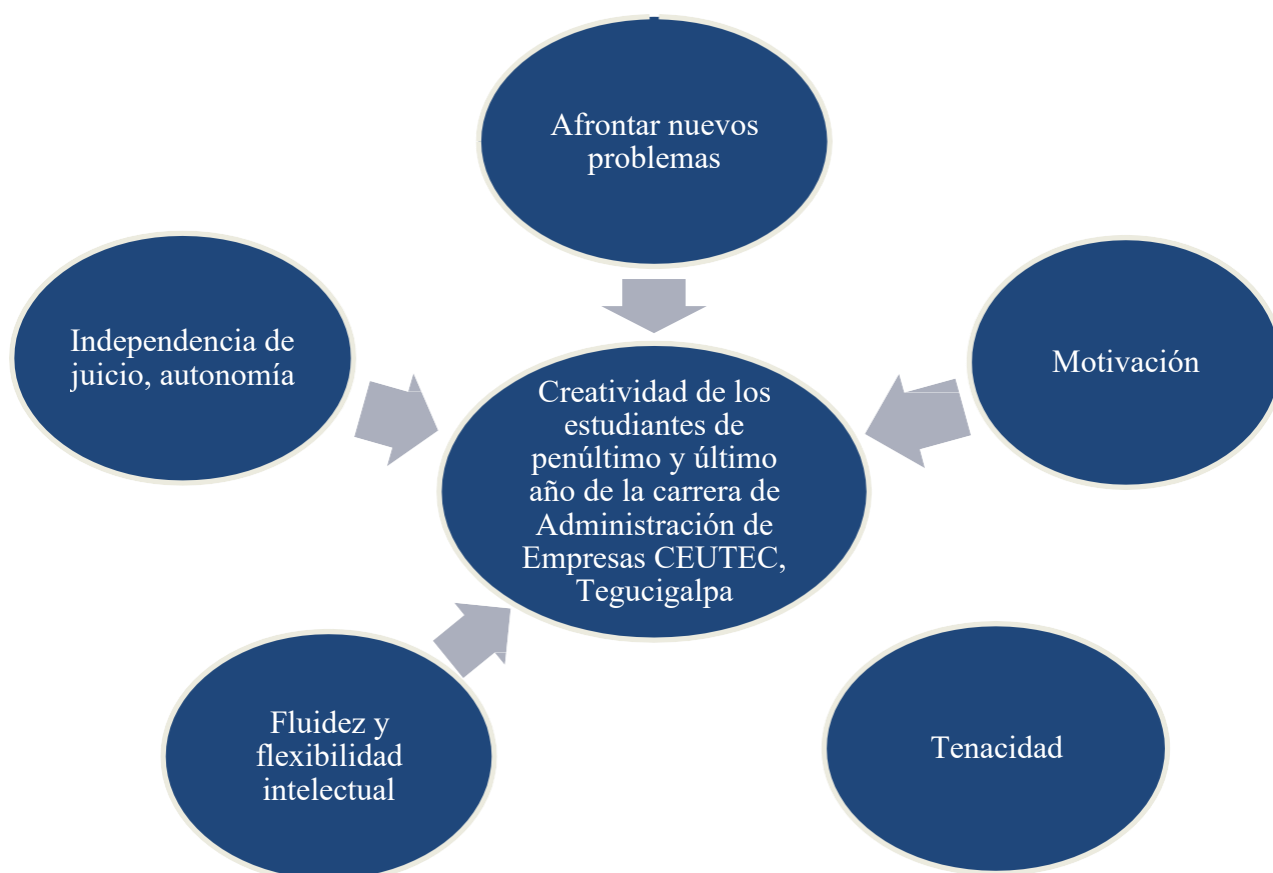 Afrontar nuevos
problemas
Independencia de
juicio, autonomía
Motivación
Creatividad de los
estudiantes de
penúltimo y último
año de la carrera de
Administración de
Empresas CEUTEC,
Tegucigalpa
Fluidez y
flexibilidad
intelectual
Tenacidad